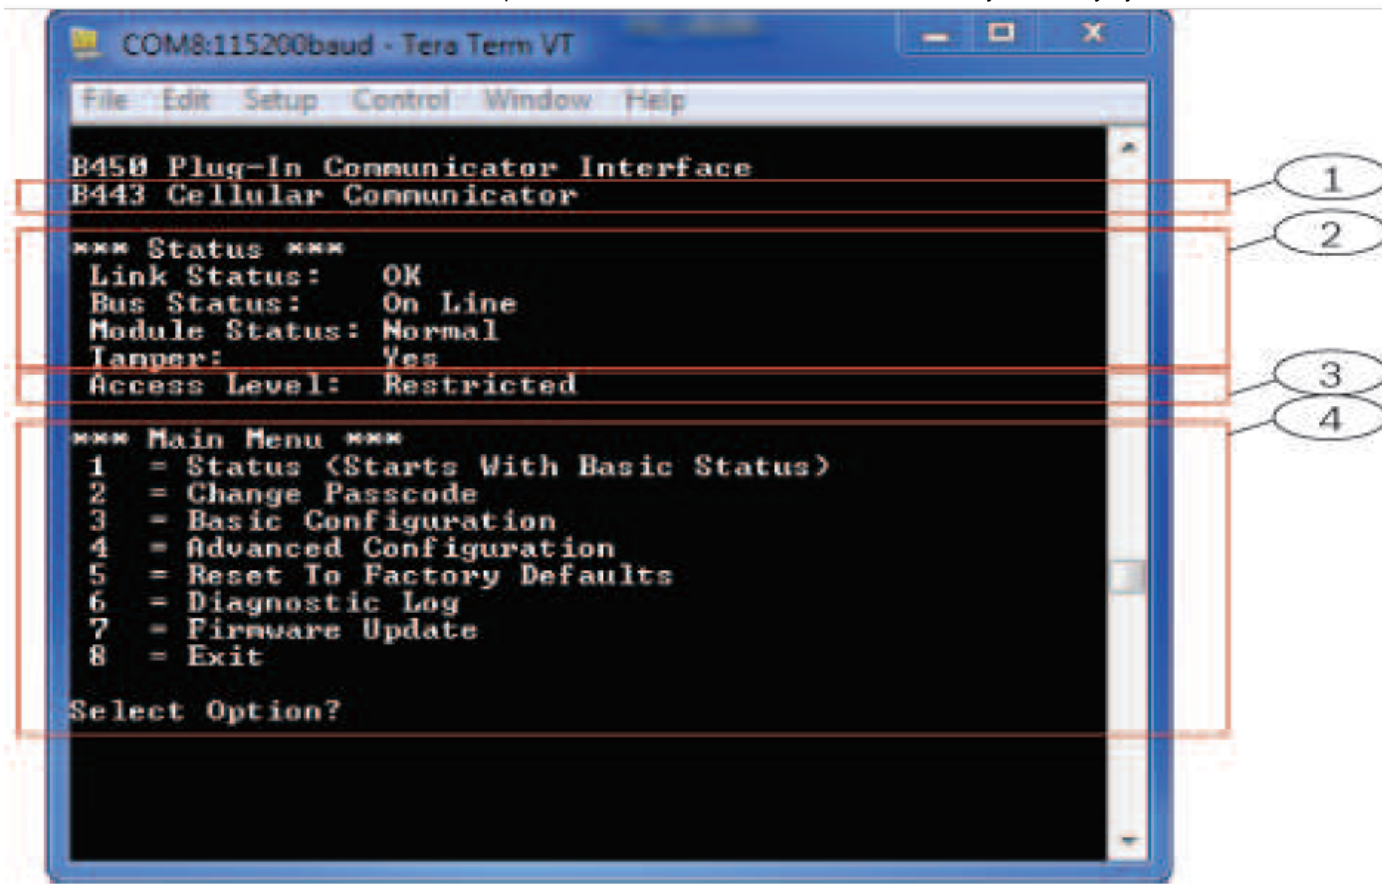 COM8:115200baud - Tera Term VT
File Edit Setup Control Window Help
B450 Plug-In Communicator Interface
B443 Cellular Communicator
*** Status ***
Link Status: OK
Bus Status: On Line
Module Status: Normal
Tamper: Yes
Access Level: Restricted
*** Main Menu ***
1 = Status (Starts With Basic Status)
2 = Change Passcode
3 = Basic Configuration
4 = Advanced Configuration
5 = Reset To Factory Defaults
6 = Diagnostic Log
7 = Firmware Update
8 = Exit
Select Option?
1
2
3
4